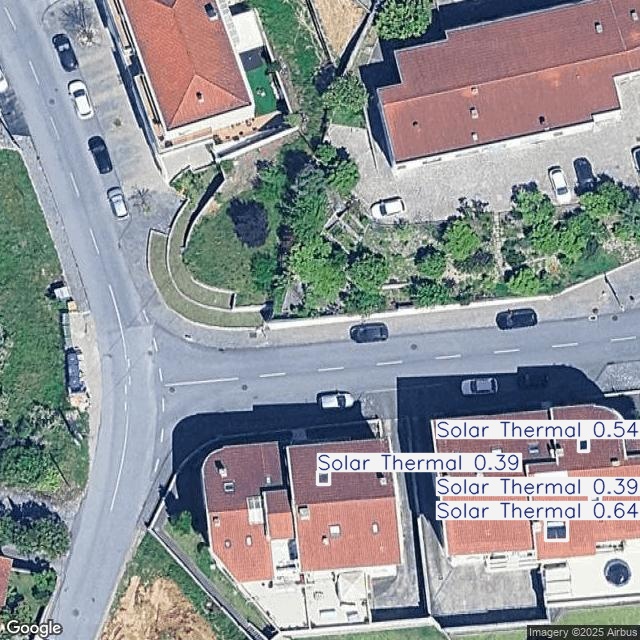 Solar Thermal 0.54
Solar Thermal 0.39
Solar Thermal 0.39
Solar Thermal 0.64
Google
Imagery ©2025 Airbus